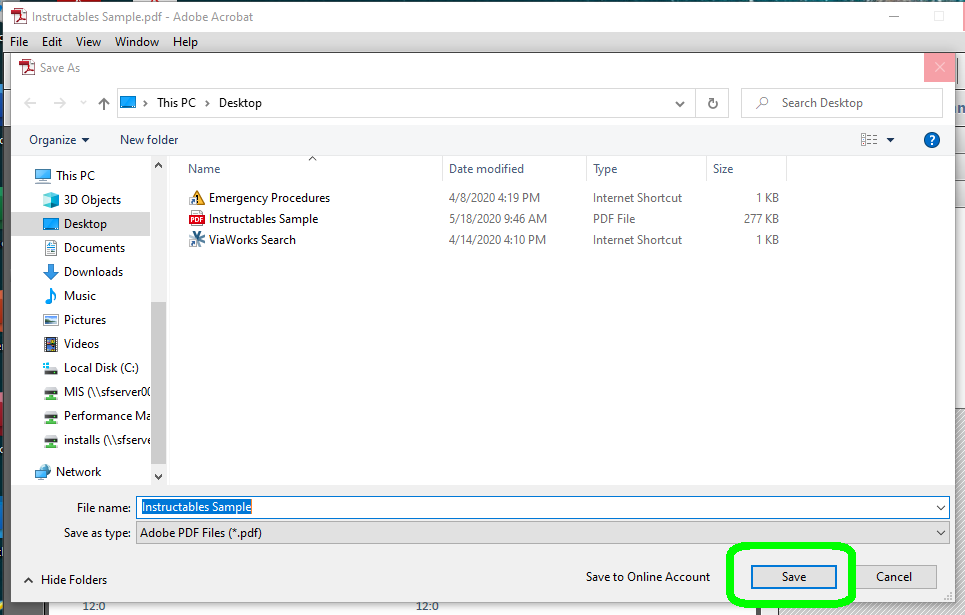 Instructables Sample.pdf - Adobe Acrobat
File Edit View Window Help
Save As
This PC > Desktop
Search Desktop
Organize New folder
Name Date modified Type Size
This PC
3D Objects
Desktop
Documents
Downloads
Music
Pictures
Videos
Local Disk (C:)
MIS (\\sfserver00
Performance Ma
installs (\\sfserve
Network
Emergency Procedures 4/8/2020 4:19 PM Internet Shortcut 1 KB
PDF Instructables Sample 5/18/2020 9:46 AM PDF File 277 KB
ViaWorks Search 4/14/2020 4:10 PM Internet Shortcut 1 KB
File name: Instructables Sample
Save as type: Adobe PDF Files (*.pdf)
Hide Folders
Save to Online Account
Save
Cancel
12:0 12:0